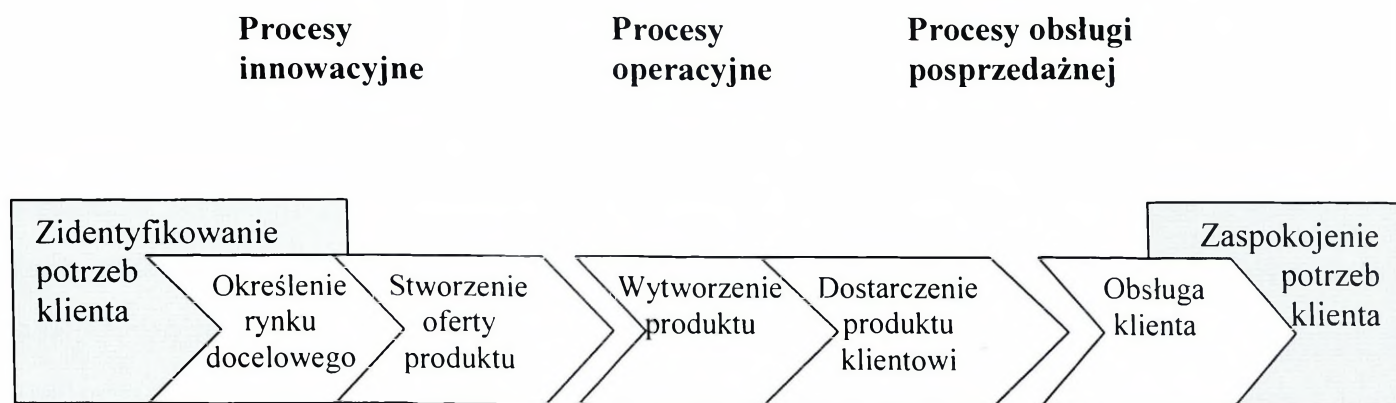 Procesy
innowacyjne
Procesy
operacyjne
Procesy obsługi
posprzedażnej
Zidentyfikowanie
potrzeb
klienta
Określenie
rynku
docelowego
Stworzenie
oferty
produktu
Wytworzenie
produktu
Dostarczenie
produktu
klientowi
Obsługa
klienta
Zaspokojenie
potrzeb
klienta